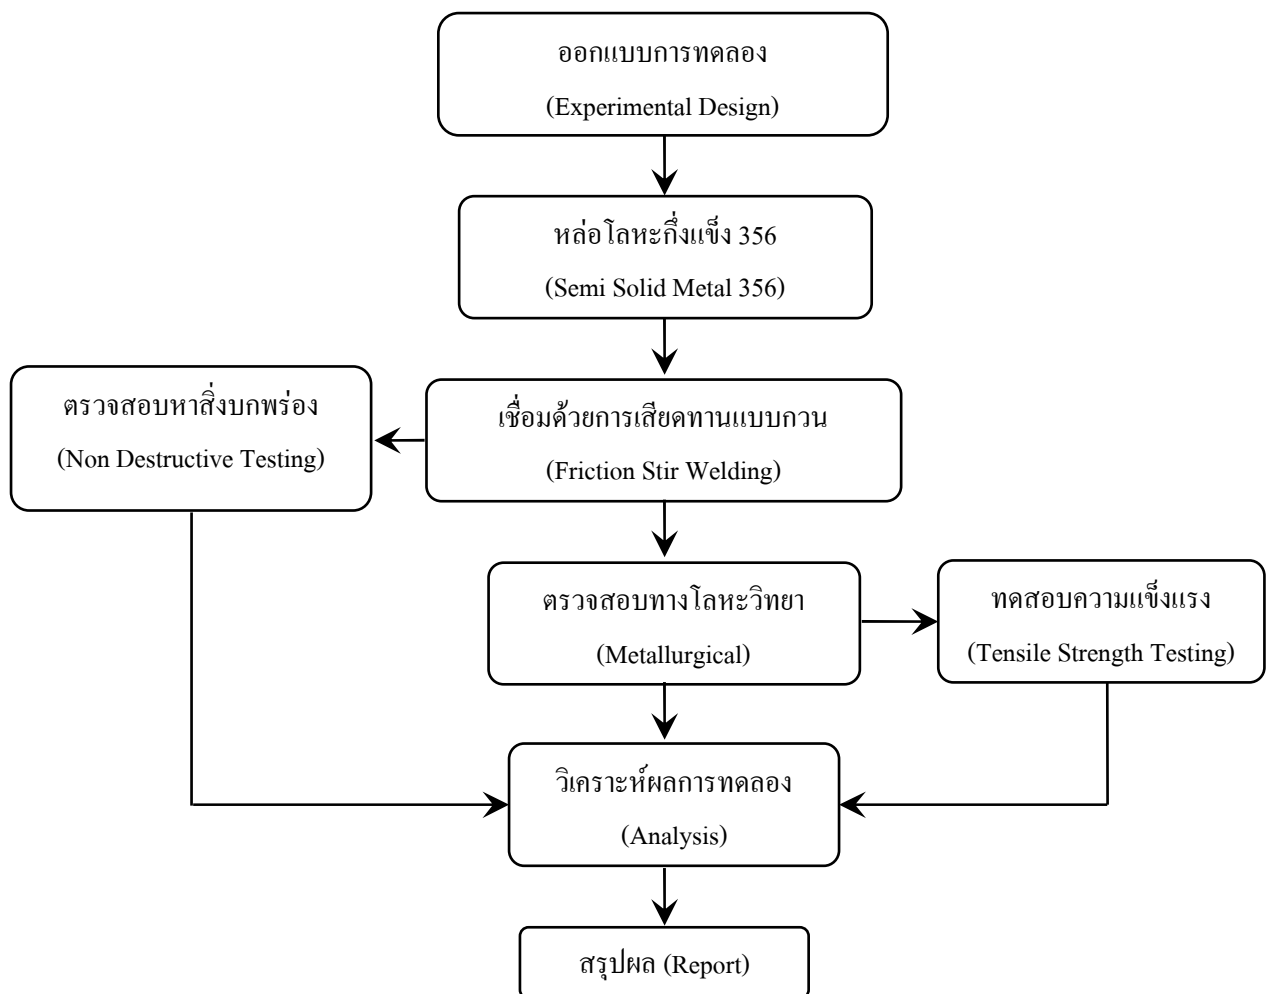 ออกแบบการทดลอง
(Experimental Design)
หล่อโลหะกึ่งแข็ง 356
(Semi Solid Metal 356)
ตรวจสอบหาสิ่งบกพร่อง
(Non Destructive Testing)
เชื่อมด้วยการเสียดทานแบบกวน
(Friction Stir Welding)
ตรวจสอบทางโลหะวิทยา
(Metallurgical)
ทดสอบความแข็งแรง
(Tensile Strength Testing)
วิเคราะห์ผลการทดลอง
(Analysis)
สรุปผล (Report)